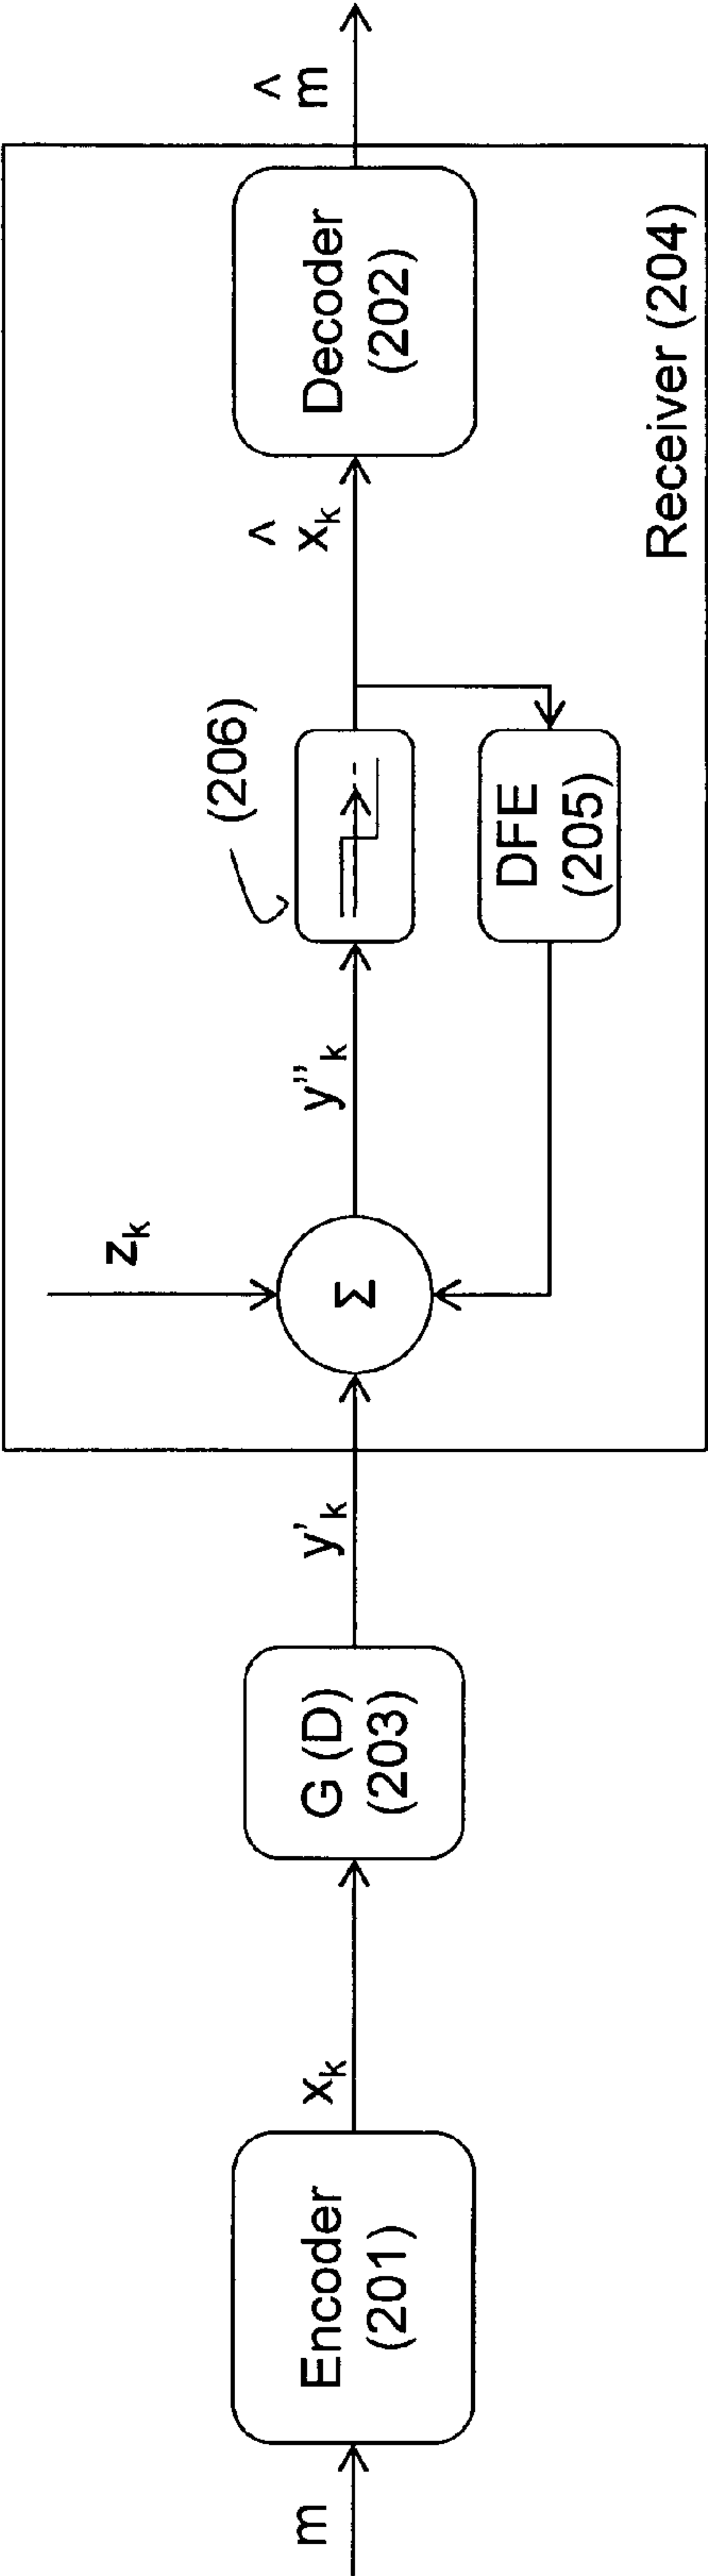 m
Encoder
(201)
x_k
G (D)
(203)
y'_k
z_k
Σ
y''_k
(206)
DFE
(205)
^
x_k
Decoder
(202)
^
m
Receiver (204)